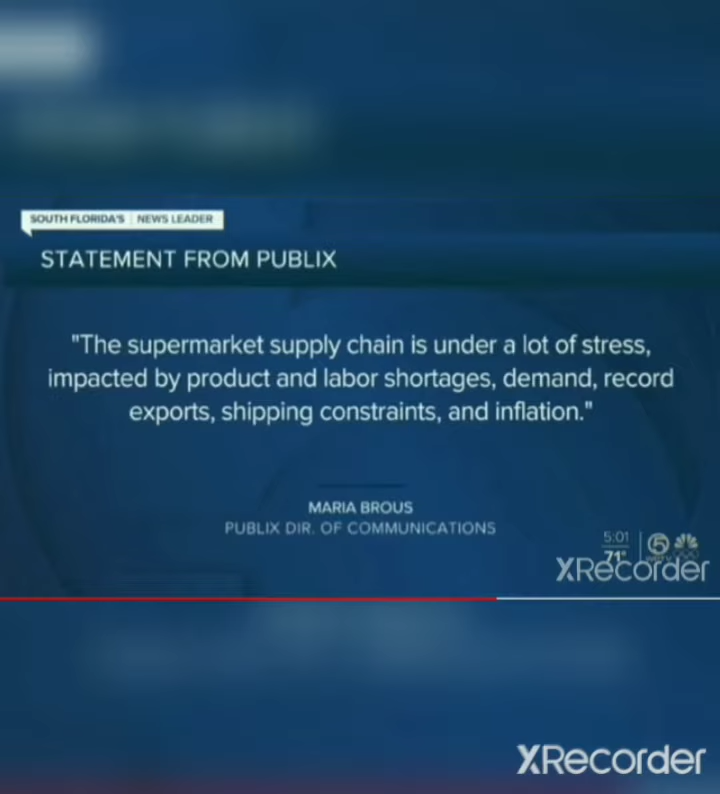 SOUTH FLORIDA'S NEWS LEADER
STATEMENT FROM PUBLIX
"The supermarket supply chain is under a lot of stress,
impacted by product and labor shortages, demand, record
exports, shipping constraints, and inflation."
MARIA BROUS
PUBLIX DIR. OF COMMUNICATIONS
5:01
71° 5
XRecorder
XRecorder